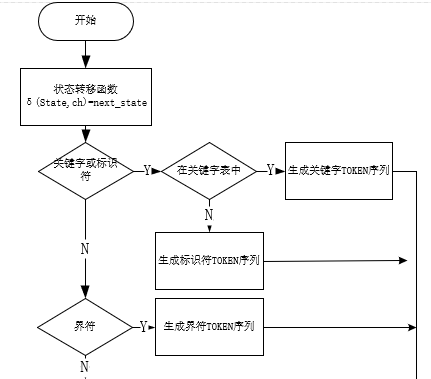 开始
状态转移函数
δ(State,ch)=next_state
关键字或标识
符
Y
在关键字表中
Y
生成关键字TOKEN序列
N
N
生成标识符TOKEN序列
界符
Y
生成界符TOKEN序列
N